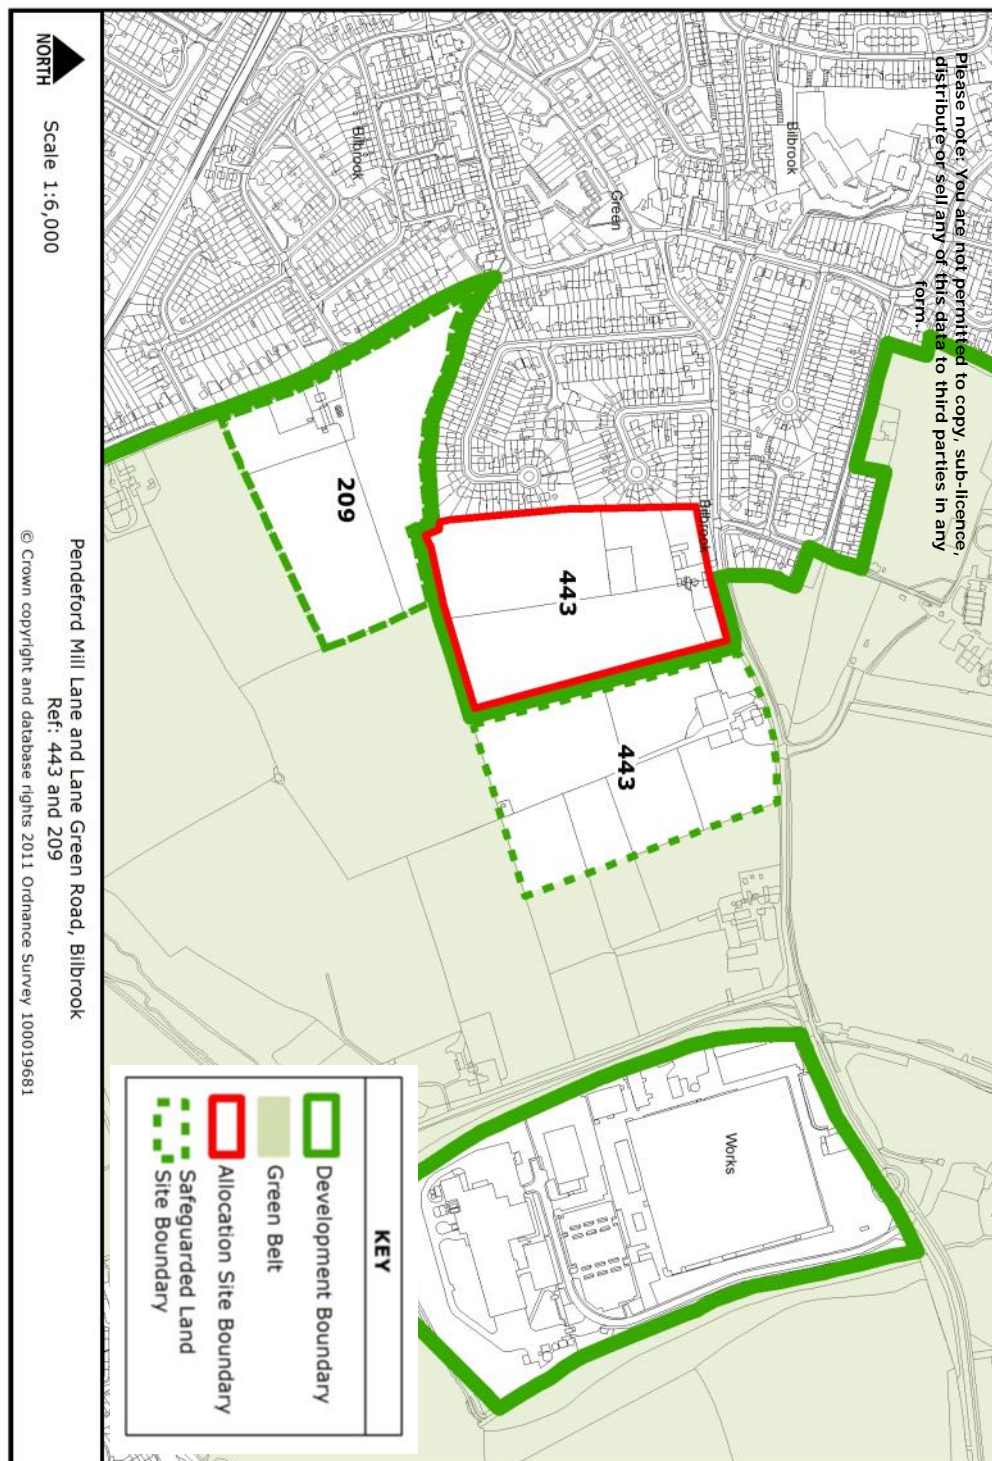 Please note: You are not permitted to copy, sub-licence,
distribute or sell any of this data to third parties in any
form.
Bilbrook
Bilbrook
Green
Bilbrook
209
443
443
Works
KEY
Development Boundary
Green Belt
Allocation Site Boundary
Safeguarded Land
Site Boundary
NORTH
Scale 1:6,000
Pendeford Mill Lane and Lane Green Road, Bilbrook
Ref: 443 and 209
© Crown copyright and database rights 2011 Ordnance Survey 100019681